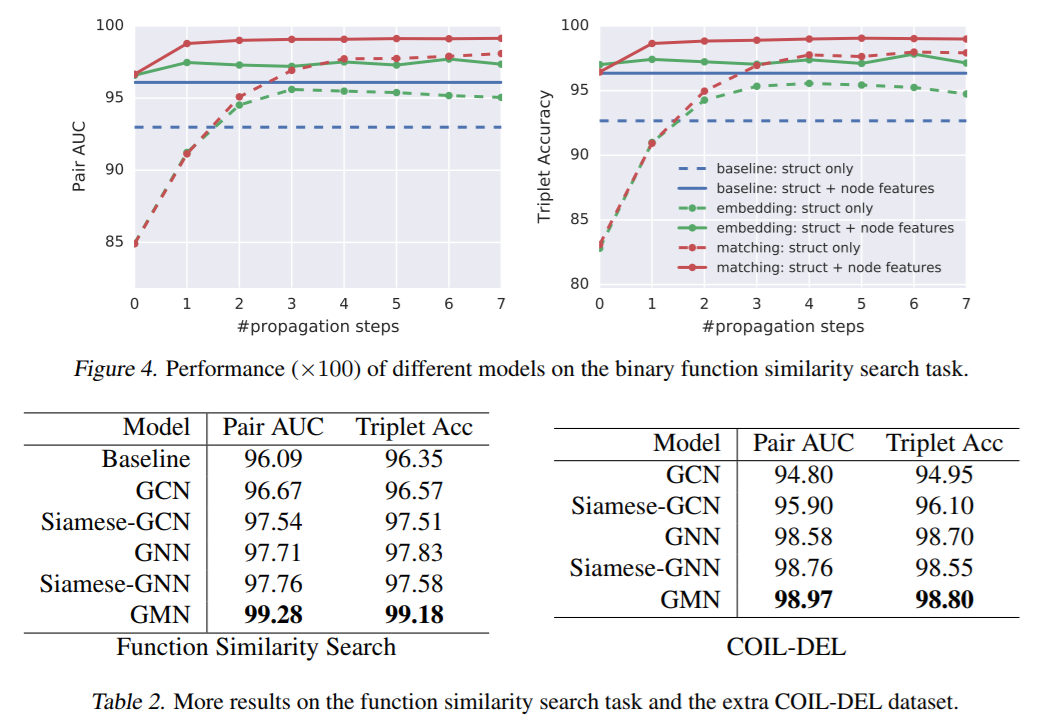 100
95
90
85
Pair AUC
0 1 2 3 4 5 6 7
#propagation steps
100
95
90
85
80
Triplet Accuracy
baseline: struct only
baseline: struct + node features
embedding: struct only
embedding: struct + node features
matching: struct only
matching: struct + node features
0 1 2 3 4 5 6 7
#propagation steps
Figure 4. Performance (×100) of different models on the binary function similarity search task.
Model Pair AUC Triplet Acc
Baseline 96.09 96.35
GCN 96.67 96.57
Siamese-GCN 97.54 97.51
GNN 97.71 97.83
Siamese-GNN 97.76 97.58
GMN 99.28 99.18
Function Similarity Search
Model Pair AUC Triplet Acc
GCN 94.80 94.95
Siamese-GCN 95.90 96.10
GNN 98.58 98.70
Siamese-GNN 98.76 98.55
GMN 98.97 98.80
COIL-DEL
Table 2. More results on the function similarity search task and the extra COIL-DEL dataset.